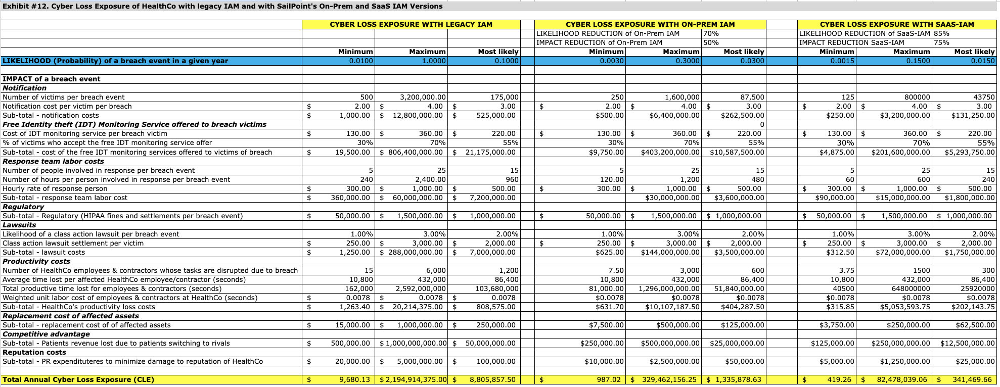 Exhibit #12. Cyber Loss Exposure of HealthCo with legacy IAM and with SailPoint's On-Prem and SaaS IAM Versions
CYBER LOSS EXPOSURE WITH LEGACY IAM CYBER LOSS EXPOSURE WITH ON-PREM IAM CYBER LOSS EXPOSURE WITH SAAS-IAM
LIKELIHOOD REDUCTION of On-Prem IAM 70% LIKELIHOOD REDUCTION of SaaS-IAM 85%
IMPACT REDUCTION of On-Prem IAM 50% IMPACT REDUCTION SaaS-IAM 75%
Minimum Maximum Most likely Minimum Maximum Most likely Minimum Maximum Most likely
LIKELIHOOD (Probability) of a breach event in a given year 0.0100 1.0000 0.1000 0.0030 0.3000 0.0300 0.0015 0.1500 0.0150
IMPACT of a breach event
Notification
Number of victims per breach event 500 3,200,000.00 175,000 250 1,600,000 87,500 125 800000 43750
Notification cost per victim per breach $ 2.00 $ 4.00 $ 3.00 $ 2.00 $ 4.00 $ 3.00 $ 2.00 $ 4.00 $ 3.00
Sub-total - notification costs $ 1,000.00 $ 12,800,000.00 $ 525,000.00 $500.00 $6,400,000.00 $262,500.00 $250.00 $3,200,000.00 $131,250.00
Free Identity theft (IDT) Monitoring Service offered to breach victims 0
Cost of IDT monitoring service per breach victim $ 130.00 $ 360.00 $ 220.00 $ 130.00 $ 360.00 $ 220.00 $ 130.00 $ 360.00 $ 220.00
% of victims who accept the free IDT monitoring service offer 30% 70% 55% 30% 70% 55% 30% 70% 55%
Sub-total - cost of the free IDT monitoring services offered to victims of breach $ 19,500.00 $ 806,400,000.00 $ 21,175,000.00 $9,750.00 $403,200,000.00 $10,587,500.00 $4,875.00 $201,600,000.00 $5,293,750.00
Response team labor costs
Number of people involved in response per breach event 5 25 15 5 25 15 5 25 15
Number of hours per person involved in response per breach event 240 2,400.00 960 120.00 1,200 480 60 600 240
Hourly rate of response person $ 300.00 $ 1,000.00 $ 500.00 $ 300.00 $ 1,000.00 $ 500.00 $ 300.00 $ 1,000.00 $ 500.00
Sub-total - response team labor cost $ 360,000.00 $ 60,000,000.00 $ 7,200,000.00 $30,000,000.00 $3,600,000.00 $90,000.00 $15,000,000.00 $1,800,000.00
Regulatory
Sub-total - Regulatory (HIPAA fines and settlements per breach event) $ 50,000.00 $ 1,500,000.00 $ 1,000,000.00 $ 50,000.00 $ 1,500,000.00 $ 1,000,000.00 $ 50,000.00 $ 1,500,000.00 $ 1,000,000.00
Lawsuits
Likelihood of a class action lawsuit per breach event 1.00% 3.00% 2.00% 1.00% 3.00% 2.00% 1.00% 3.00% 2.00%
Class action lawsuit settlement per victim $ 250.00 $ 3,000.00 $ 2,000.00 $ 250.00 $ 3,000.00 $ 2,000.00 $ 250.00 $ 3,000.00 $ 2,000.00
Sub-total - lawsuit costs $ 1,250.00 $ 288,000,000.00 $ 7,000,000.00 $625.00 $144,000,000.00 $3,500,000.00 $312.50 $72,000,000.00 $1,750,000.00
Productivity costs
Number of HealthCo employees & contractors whose tasks are disrupted due to breach 15 6,000 1,200 7.50 3,000 600 3.75 1500 300
Average time lost per affected HealthCo employee/contractor (seconds) 10,800 432,000 86,400 10,800 432,000 86,400 10,800 432,000 86,400
Total productive time lost for employees & contractors (seconds) 162,000 2,592,000,000 103,680,000 81,000.00 1,296,000,000.00 51,840,000.00 40500 648000000 25920000
Weighted unit labor cost of employees & contractors at HealthCo (seconds) $ 0.0078 $ 0.0078 $ 0.0078 $0.0078 $0.0078 $0.0078 $0.0078 $0.0078 $0.0078
Sub-total - HealthCo's productivity loss costs $ 1,263.40 $ 20,214,375.00 $ 808,575.00 $631.70 $10,107,187.50 $404,287.50 $315.85 $5,053,593.75 $202,143.75
Replacement cost of affected assets
Sub-total - replacement cost of of affected assets $ 15,000.00 $ 1,000,000.00 $ 250,000.00 $7,500.00 $500,000.00 $125,000.00 $3,750.00 $250,000.00 $62,500.00
Competitive advantage
Sub-total - Patients revenue lost due to patients switching to rivals $ 500,000.00 $ 1,000,000,000.00 $ 50,000,000.00 $250,000.00 $500,000,000.00 $25,000,000.00 $125,000.00 $250,000,000.00 $12,500,000.00
Reputation costs
Sub-total - PR expendituteres to minimize damage to reputation of HealthCo $ 20,000.00 $ 5,000,000.00 $ 100,000.00 $10,000.00 $2,500,000.00 $50,000.00 $5,000.00 $1,250,000.00 $25,000.00
Total Annual Cyber Loss Exposure (CLE) $ 9,680.13 $ 2,194,914,375.00 $ 8,805,857.50 $ 987.02 $ 329,462,156.25 $ 1,335,878.63 $ 419.26 $ 82,478,039.06 $ 341,469.66